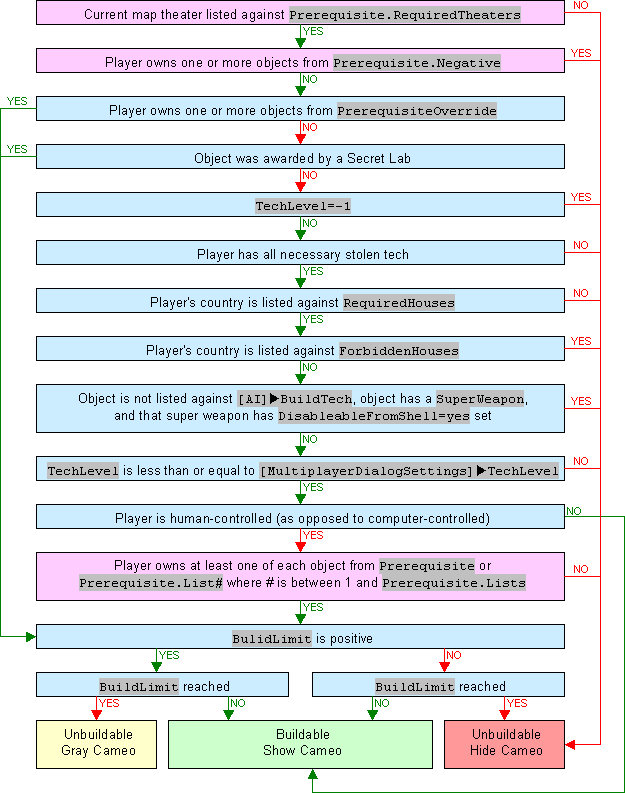 Current map theater listed against Prerequisite.RequiredTheaters
NO
YES
Player owns one or more objects from Prerequisite.Negative
YES
NO
YES
Player owns one or more objects from PrerequisiteOverride
NO
YES
Object was awarded by a Secret Lab
NO
TechLevel=-1
YES
NO
Player has all necessary stolen tech
NO
YES
Player's country is listed against RequiredHouses
NO
YES
Player's country is listed against ForbiddenHouses
YES
NO
Object is not listed against [AI]►BuildTech, object has a SuperWeapon,
and that super weapon has DisableableFromShell=yes set
YES
NO
TechLevel is less than or equal to [MultiplayerDialogSettings]►TechLevel
NO
YES
Player is human-controlled (as opposed to computer-controlled)
NO
YES
Player owns at least one of each object from Prerequisite or
Prerequisite.List# where # is between 1 and Prerequisite.Lists
NO
YES
BulidLimit is positive
YES
NO
BuildLimit reached
BuildLimit reached
YES
NO
NO
YES
Unbuildable
Gray Cameo
Buildable
Show Cameo
Unbuildable
Hide Cameo